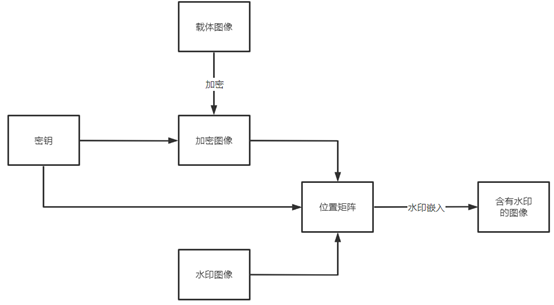 载体图像
加密
密钥
加密图像
位置矩阵
水印嵌入
含有水印
的图像
水印图像